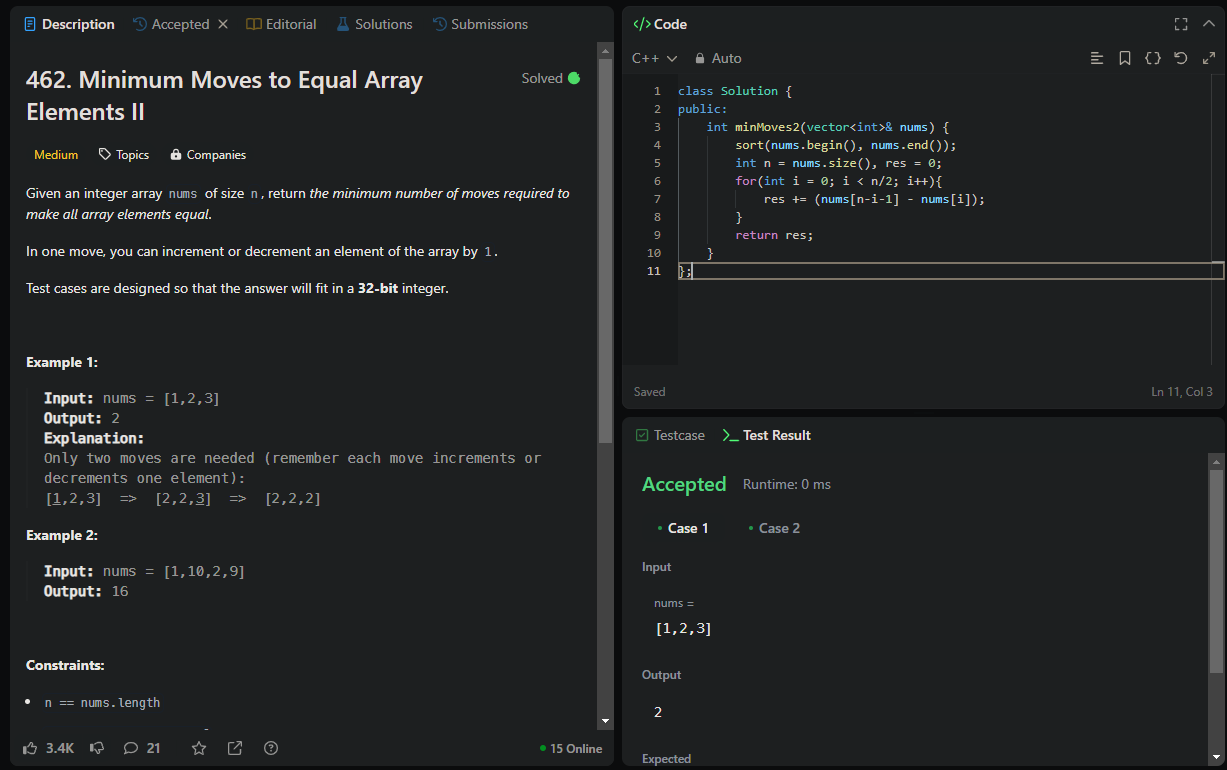 Description
Accepted
Editorial
Solutions
Submissions
462. Minimum Moves to Equal Array
Elements II
Solved
Medium
Topics
Companies
Given an integer array nums of size n, return the minimum number of moves required to
make all array elements equal.
In one move, you can increment or decrement an element of the array by 1.
Test cases are designed so that the answer will fit in a 32-bit integer.
Example 1:
Input: nums = [1,2,3]
Output: 2
Explanation:
Only two moves are needed (remember each move increments or
decrements one element):
[1,2,3] => [2,2,3] => [2,2,2]
Example 2:
Input: nums = [1,10,2,9]
Output: 16
Constraints:
• n == nums.length
3.4K
21
15 Online
</>Code
C++
Auto
1 class Solution {
2 public:
3     int minMoves2(vector<int>& nums) {
4         sort(nums.begin(), nums.end());
5         int n = nums.size(), res = 0;
6         for(int i = 0; i < n/2; i++){
7             res += (nums[n-i-1] - nums[i]);
8         }
9         return res;
10     }
11 };
Saved
Ln 11, Col 3
Testcase
>_ Test Result
Accepted
Runtime: 0 ms
• Case 1
• Case 2
Input
nums =
[1,2,3]
Output
2
Expected